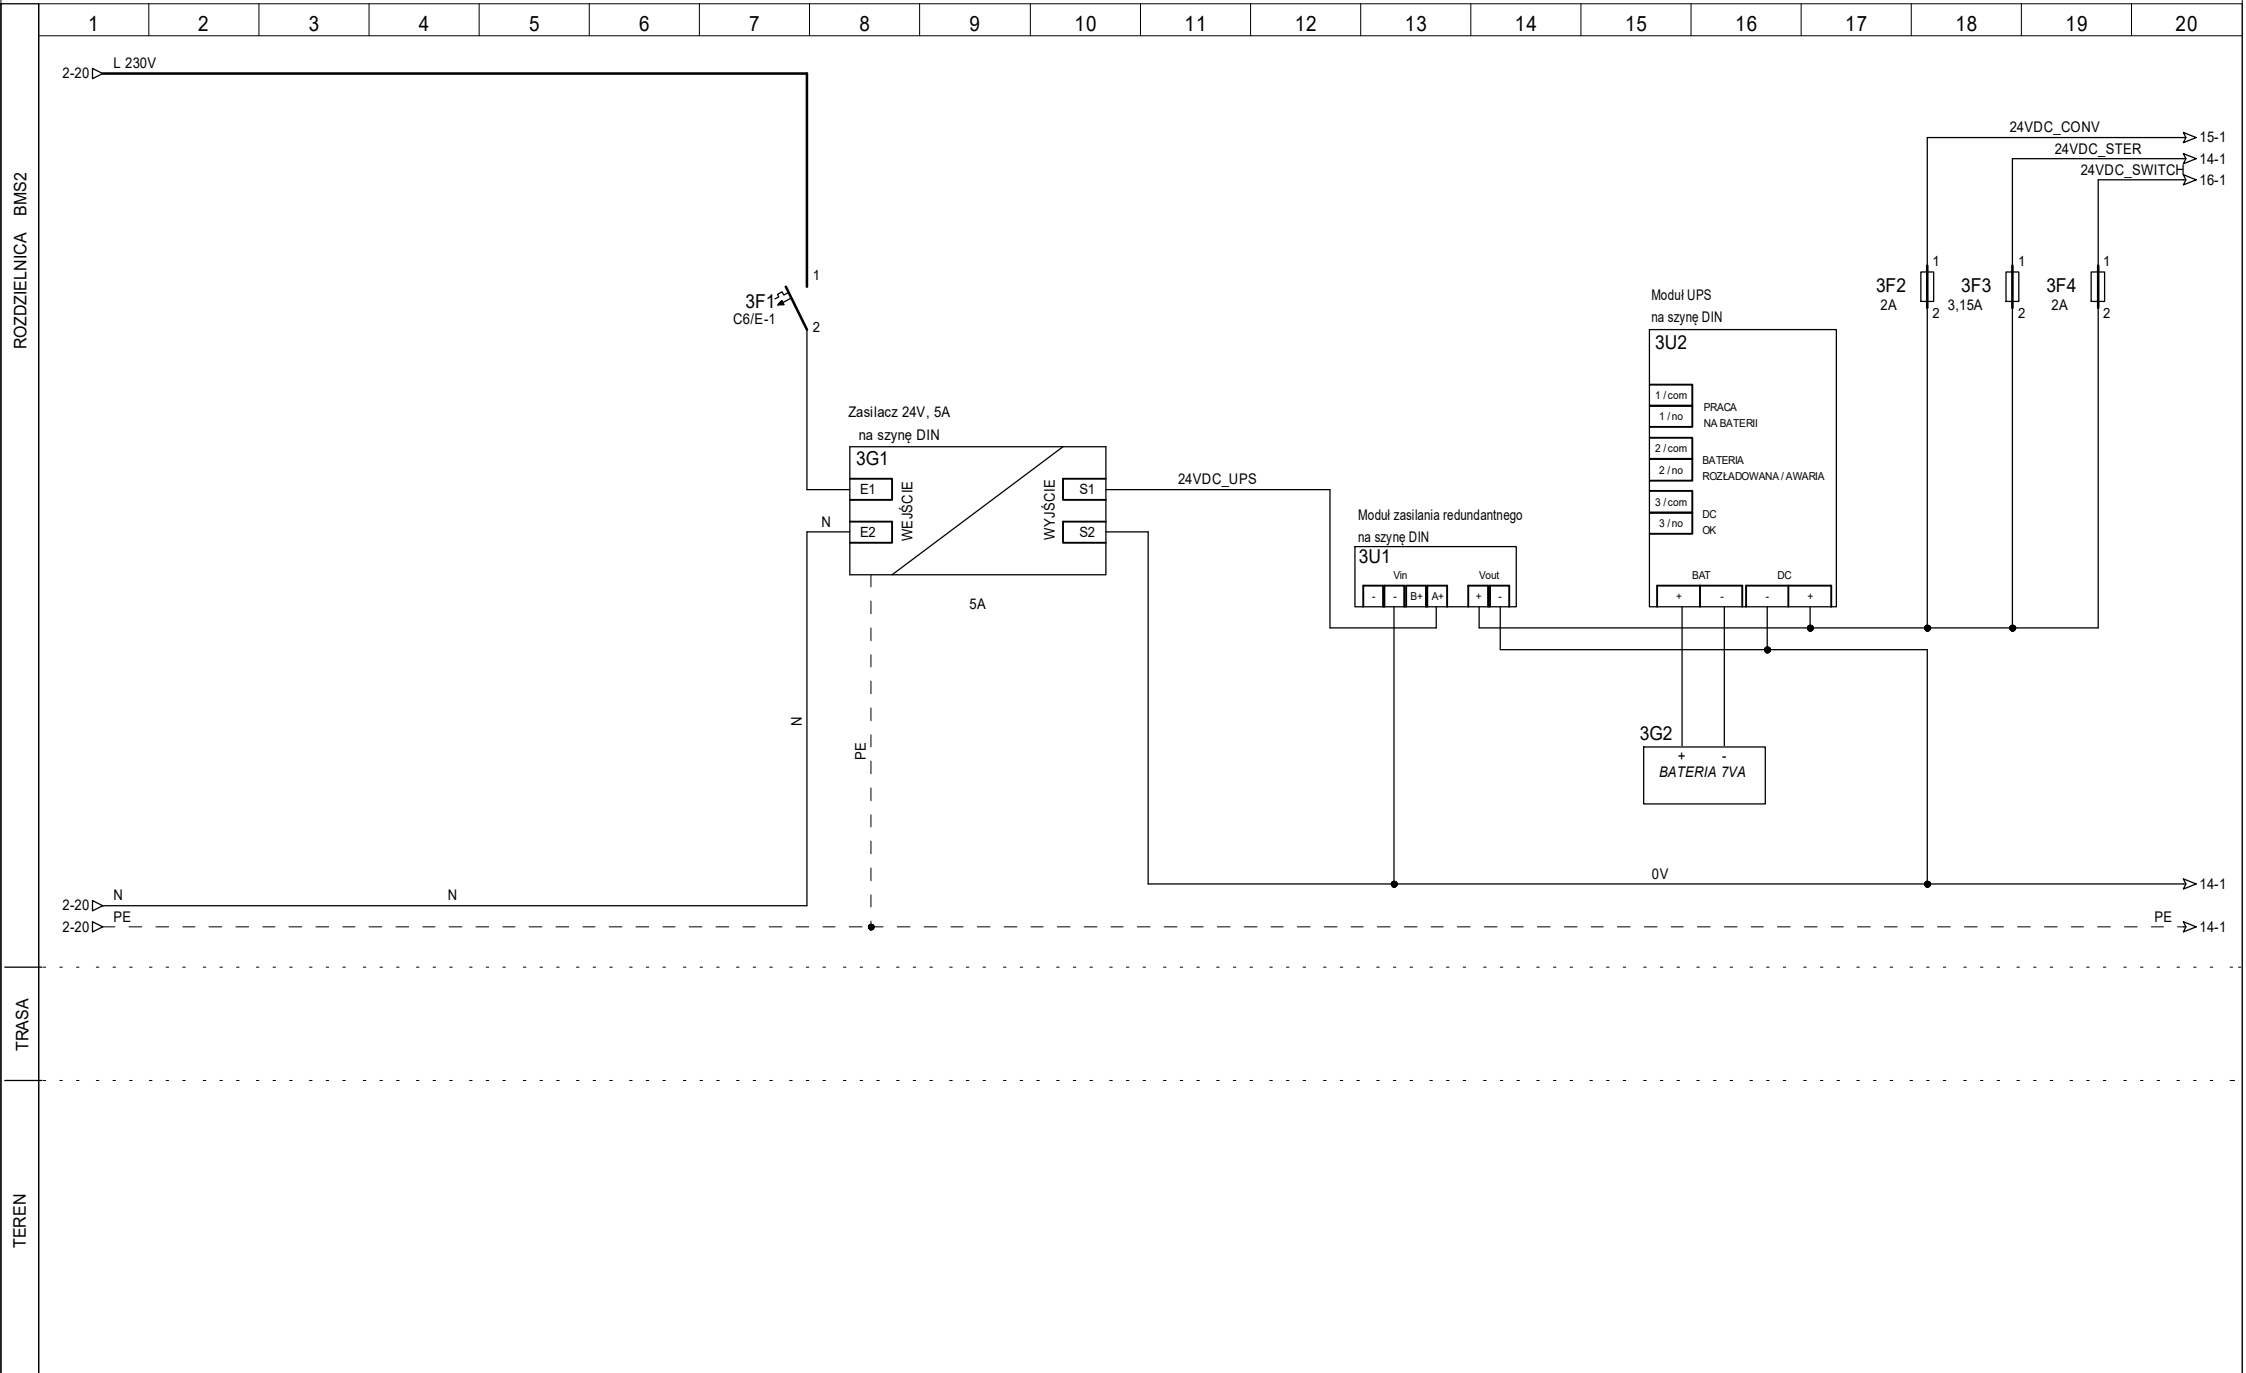 1 2 3 4 5 6 7 8 9 10 11 12 13 14 15 16 17 18 19 20
ROZDZIELNICA BMS2
TRASA
TEREN
2-20
L 230V
24VDC_CONV
15-1
24VDC_STER
14-1
24VDC_SWITCH
16-1
1
3F1
C6/E-1
2
1
3F2
2A
2
1
3F3
3,15A
2
1
3F4
2A
2
Zasilacz 24V, 5A
na szynę DIN
3G1
E1
E2
WEJŚCIE
WYJŚCIE
S1
S2
5A
N
24VDC_UPS
Moduł zasilania redundantnego
na szynę DIN
3U1
Vin
Vout
- - B+ A+ + -
Moduł UPS
na szynę DIN
3U2
1 / com
1 / no
PRACA
NA BATERII
2 / com
2 / no
BATERIA
ROZŁADOWANA / AWARIA
3 / com
3 / no
DC
OK
BAT
DC
+ - - +
3G2
+ -
BATERIA 7VA
N
PE
0V
14-1
2-20
N
N
2-20
PE
PE
14-1